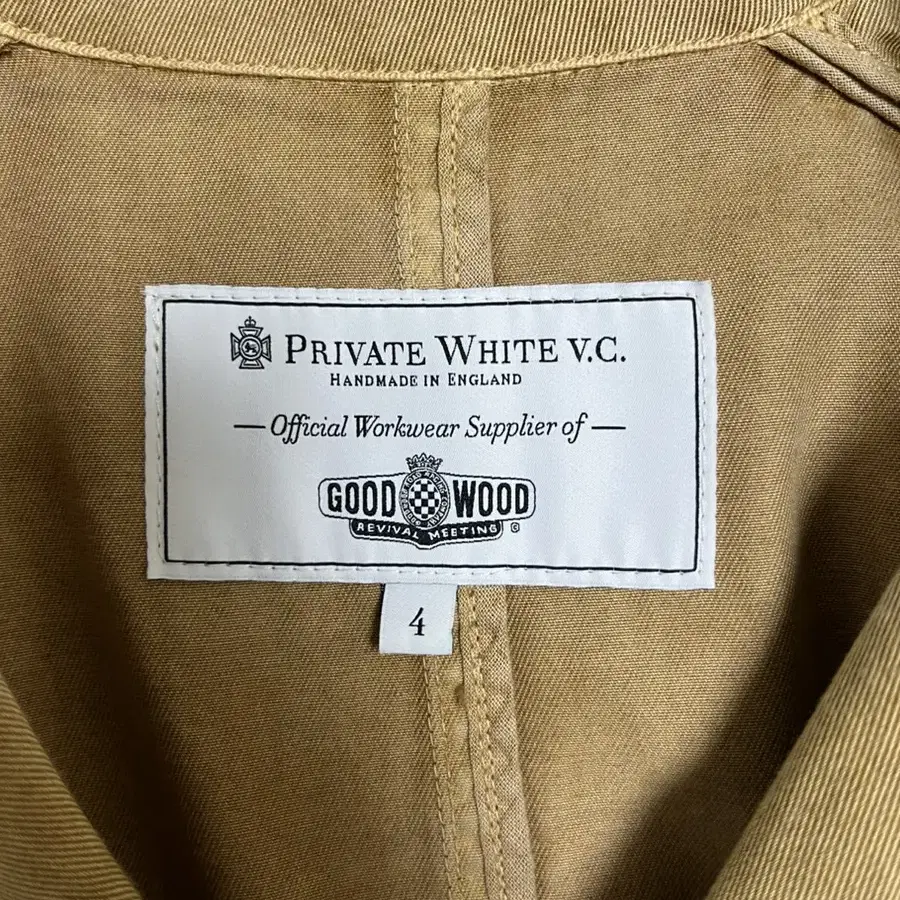 PRIVATE WHITE V.C.
HANDMADE IN ENGLAND
— Official Workwear Supplier of —
GOOD WOOD
REVIVAL MEETING
4